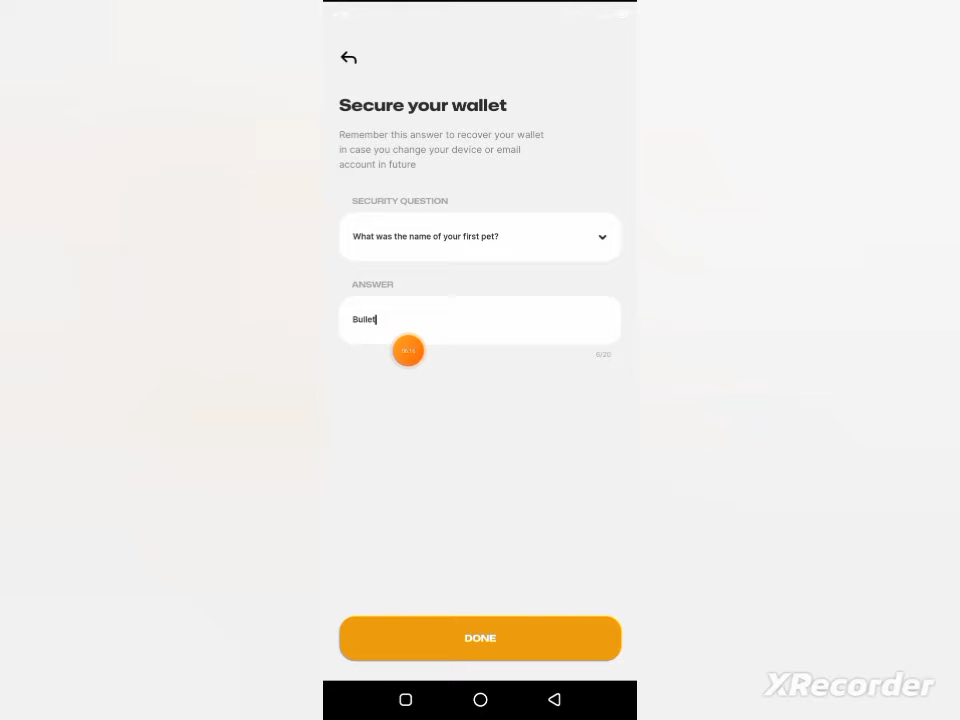 Secure your wallet
Remember this answer to recover your wallet
in case you change your device or email
account in future
SECURITY QUESTION
What was the name of your first pet?
ANSWER
Bullet
6/20
DONE
XRecorder